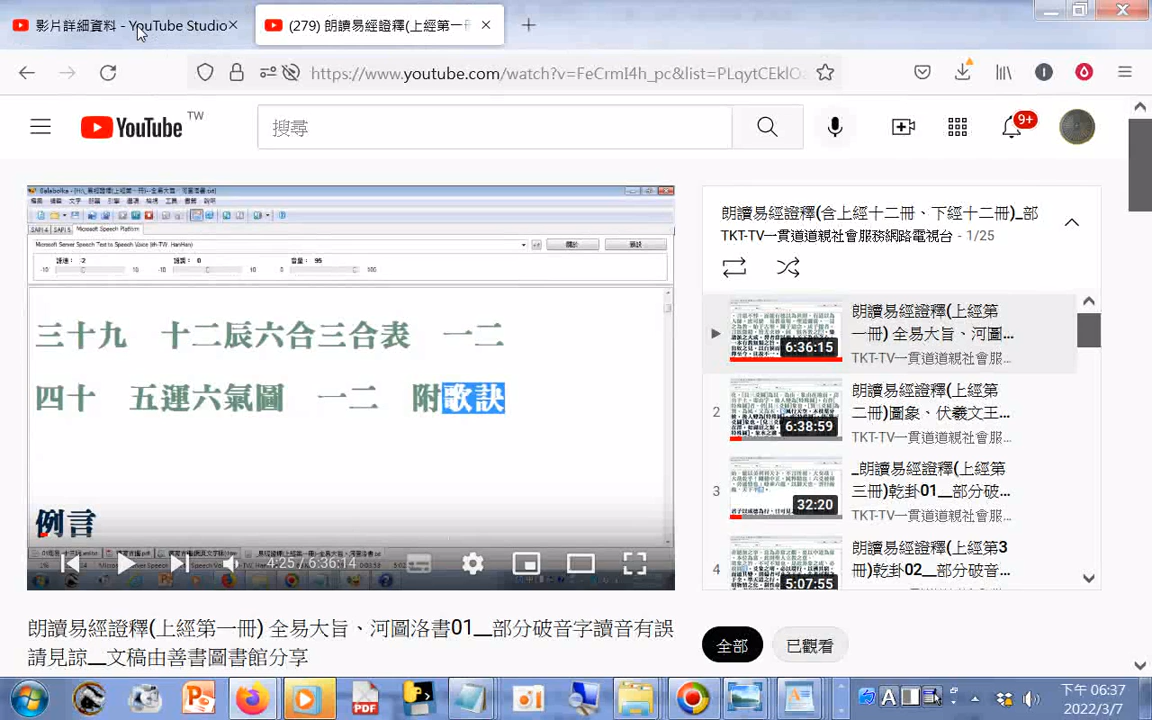 影片詳細資料 - YouTube Studio
(279) 朗讀易經證釋(上經第一
https://www.youtube.com/watch?v=FeCrmI4h_pc&list=PLqytCEklO
YouTube TW
搜尋
9+
SAPI 4 SAPI 5 Microsoft Speech Platform
三十九 十二辰六合三合表 一二
四十 五運六氣圖 一二 附歌訣
例言
4:25 / 6:36:14
朗讀易經證釋(上經第一冊) 全易大旨、河圖洛書01__部分破音字讀音有誤
請見諒__文稿由善書圖書館分享
朗讀易經證釋(含上經十二冊、下經十二冊)_部
TKT-TV一貫道道親社會服務網路電視台 - 1/25
6:36:15
朗讀易經證釋(上經第
一冊) 全易大旨、河圖...
TKT-TV一貫道道親社會服...
2
6:38:59
朗讀易經證釋(上經第
二冊)圖象、伏羲文王...
TKT-TV一貫道道親社會服...
3
32:20
_朗讀易經證釋(上經第
三冊)乾卦01__部分破...
TKT-TV一貫道道親社會服...
4
5:07:55
朗讀易經證釋(上經第3
冊)乾卦02__部分破音...
全部
已觀看
下午 06:37
2022/3/7